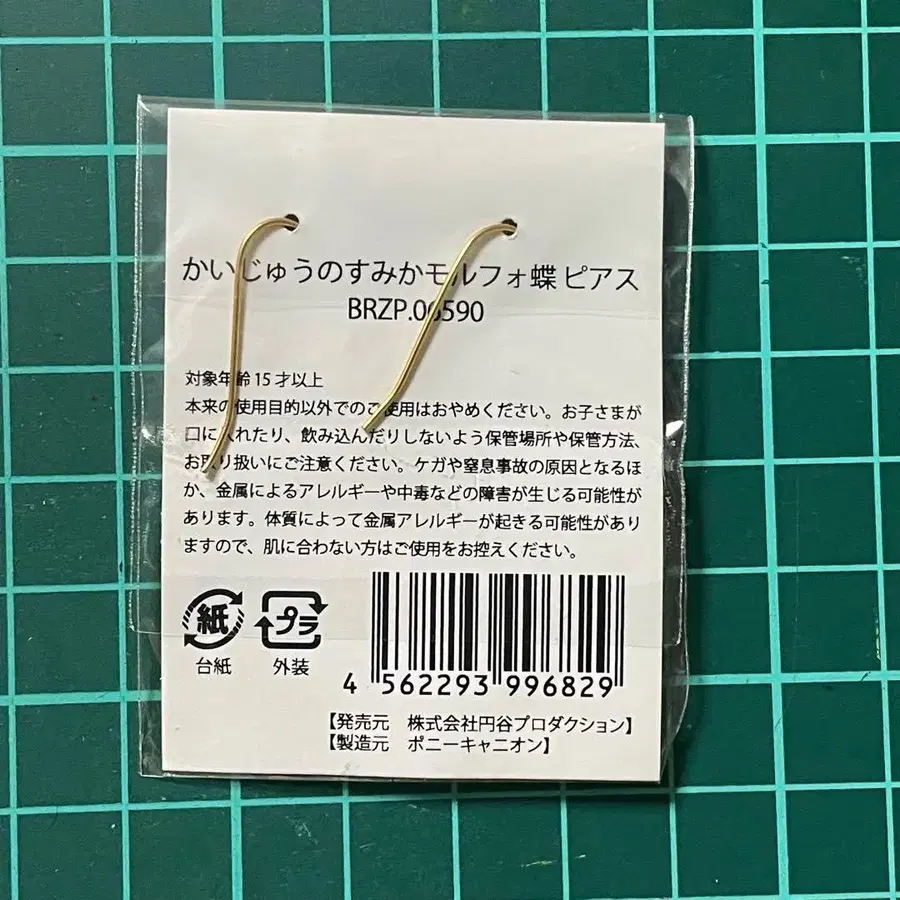 かいじゅうのすみかモルフォ蝶 ピアス
BRZP.06590
対象年齢 15 才以上
本来の使用目的以外でのご使用はおやめください。お子さまが
口に入れたり、飲み込んだりしないよう保管場所や保管方法、
お取り扱いにご注意ください。ケガや窒息事故の原因となるほ
か、金属によるアレルギーや中毒などの障害が生じる可能性が
あります。体質によって金属アレルギーが起きる可能性があり
ますので、肌に合わない方はご使用をお控えください。
紙 プラ
台紙 外装
4 562293 996829
【発売元　株式会社円谷プロダクション】
【製造元　ポニーキャニオン】